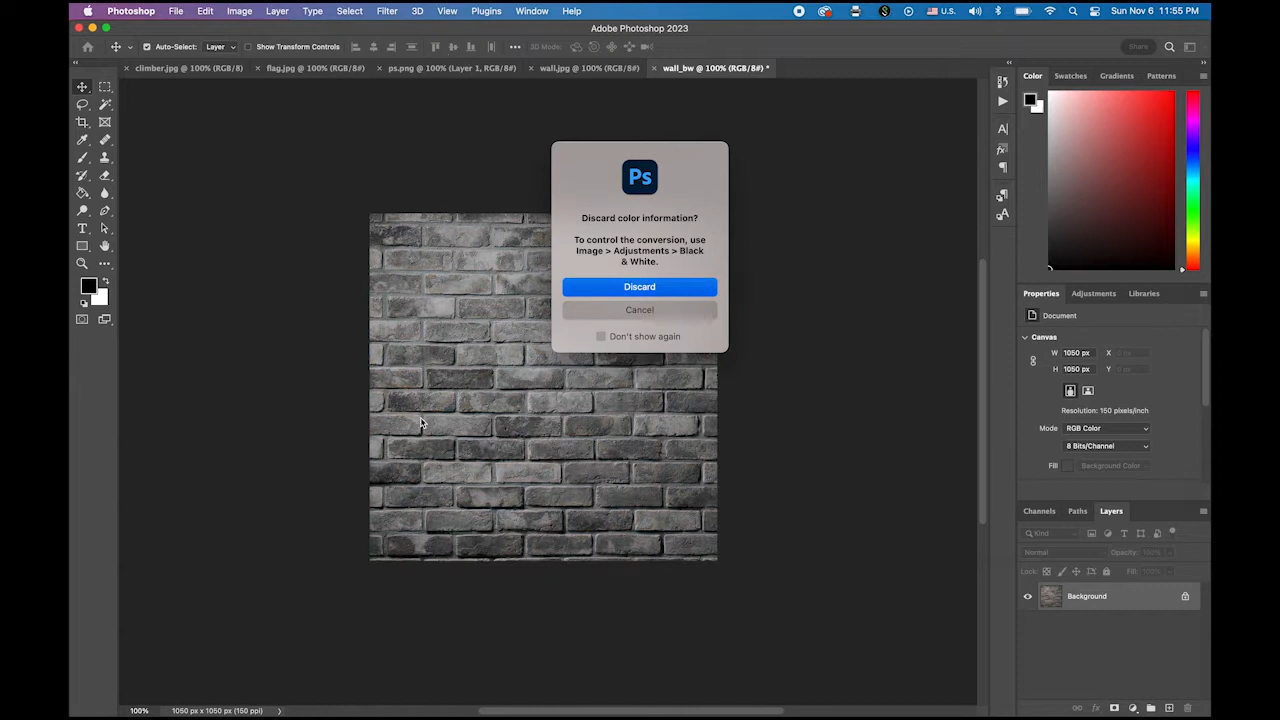 Photoshop File Edit Image Layer Type Select Filter 3D View Plugins Window Help U.S. Sun Nov 6 11:55 PM
Adobe Photoshop 2023
Auto-Select: Layer Show Transform Controls 3D Mode: Share
climber.jpg @ 100% (RGB/8) flag.jpg @ 100% (RGB/8#) ps.png @ 100% (Layer 1, RGB/8#) wall.jpg @ 100% (RGB/8#) wall_bw @ 100% (RGB/8#) *
Color Swatches Gradients Patterns
Ps
Discard color information?
To control the conversion, use
Image > Adjustments > Black
& White.
Discard
Cancel
Don't show again
Properties Adjustments Libraries
Document
Canvas
W 1050 px X
H 1050 px Y
Resolution: 150 pixels/inch
Mode RGB Color
8 Bits/Channel
Fill Background Color
Channels Paths Layers
Kind
Normal Opacity: 100%
Lock: Fill: 100%
Background
fx
100% 1050 px x 1050 px (150 ppi)